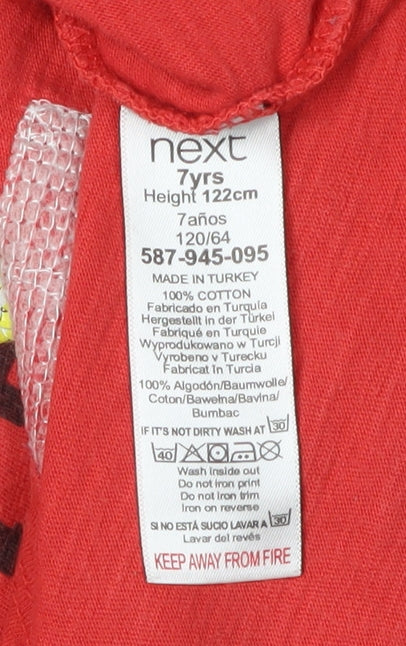 next
7yrs
Height 122cm
7años
120/64
587-945-095
MADE IN TURKEY
100% COTTON
Fabricado en Turquía
Hergestellt in der Türkei
Fabriqué en Turquie
Wyprodukowano w Turcji
Vyrobeno v Turecku
Fabricat în Turcia
100% Algodón/Baumwolle/
Coton/Bawełna/Bavlna/
Bumbac
IF IT'S NOT DIRTY WASH AT 30
40
Wash inside out
Do not iron print
Do not iron trim
Iron on reverse
SI NO ESTÁ SUCIO LAVAR A 30
Lavar del revés
KEEP AWAY FROM FIRE